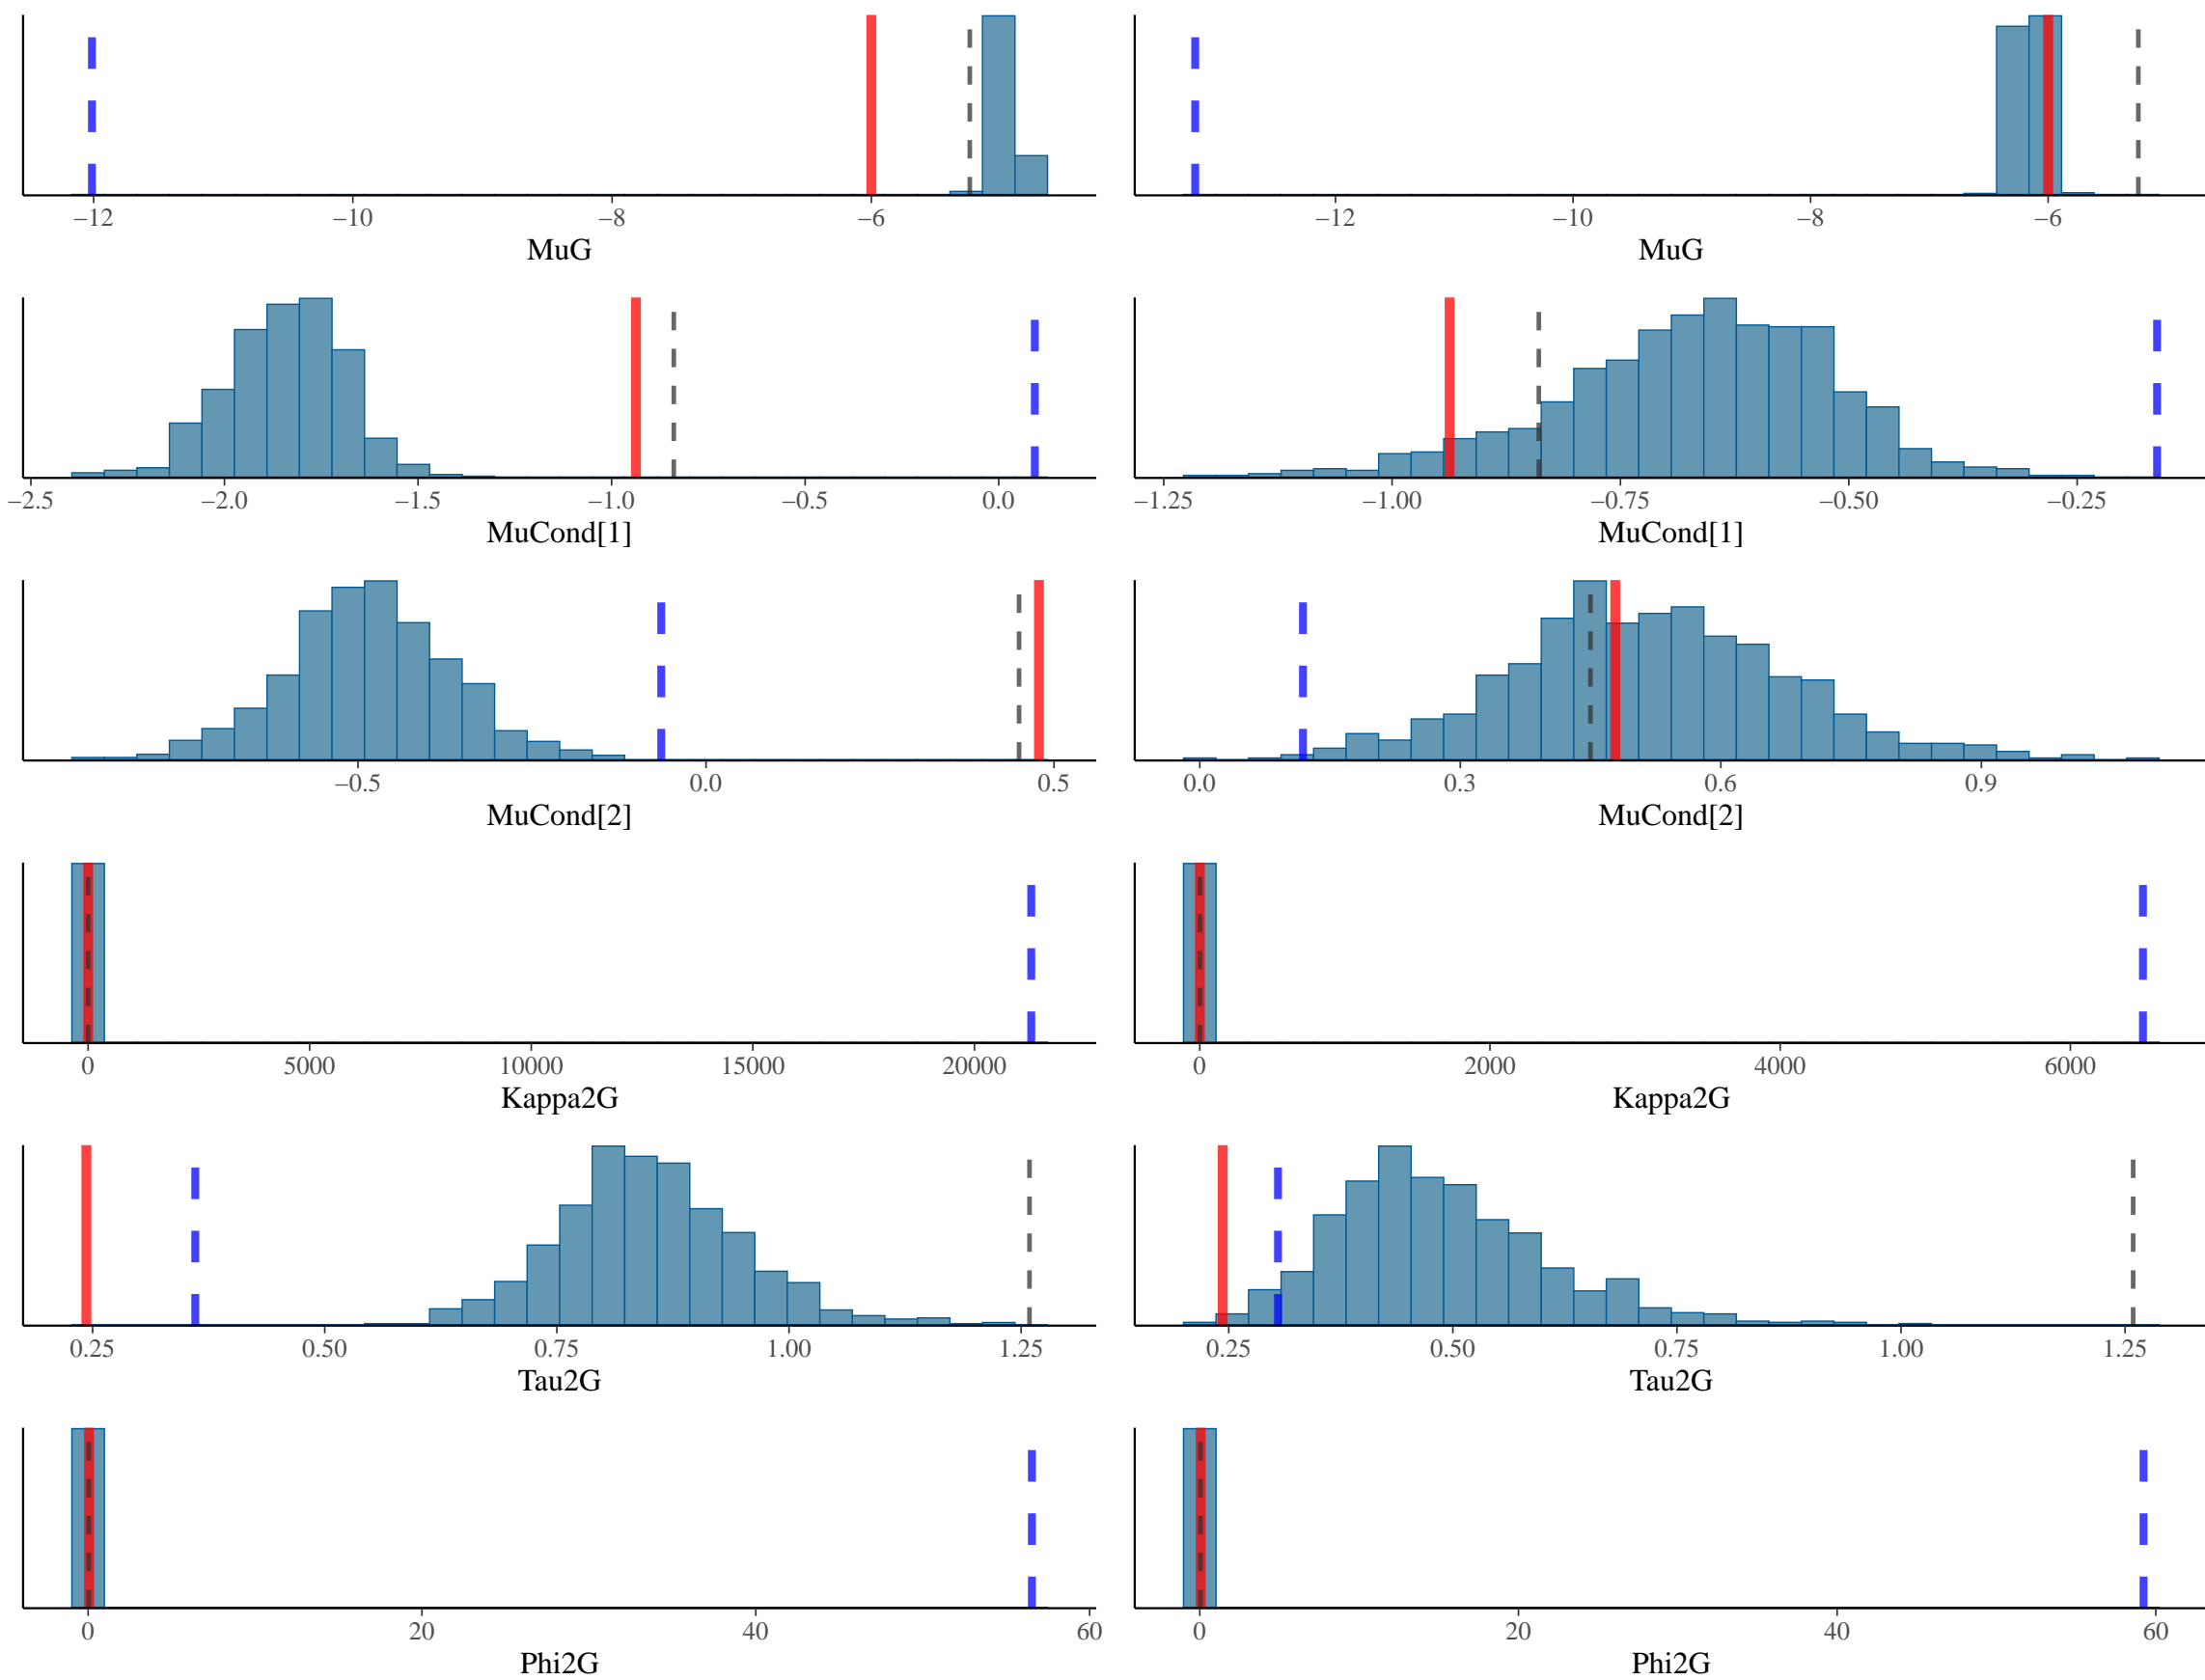 −12 −10 −8 −6
MuG
−12 −10 −8 −6
MuG
−2.5 −2.0 −1.5 −1.0 −0.5 0.0
MuCond[1]
−1.25 −1.00 −0.75 −0.50 −0.25
MuCond[1]
−0.5 0.0 0.5
MuCond[2]
0.0 0.3 0.6 0.9
MuCond[2]
0 5000 10000 15000 20000
Kappa2G
0 2000 4000 6000
Kappa2G
0.25 0.50 0.75 1.00 1.25
Tau2G
0.25 0.50 0.75 1.00 1.25
Tau2G
0 20 40 60
Phi2G
0 20 40 60
Phi2G